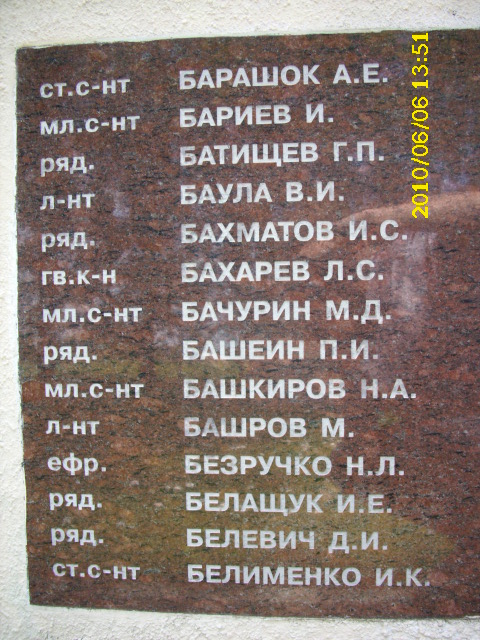 ст.с-нт БАРАШОК А.Е.
мл.с-нт БАРИЕВ И.
ряд. БАТИЩЕВ Г.П.
л-нт БАУЛА В.И.
ряд. БАХМАТОВ И.С.
гв.к-н БАХАРЕВ Л.С.
мл.с-нт БАЧУРИН М.Д.
ряд. БАШЕИН П.И.
мл.с-нт БАШКИРОВ Н.А.
л-нт БАШРОВ М.
ефр. БЕЗРУЧКО Н.Л.
ряд. БЕЛАЩУК И.Е.
ряд. БЕЛЕВИЧ Д.И.
ст.с-нт БЕЛИМЕНКО И.К.
2010/06/06 13:51